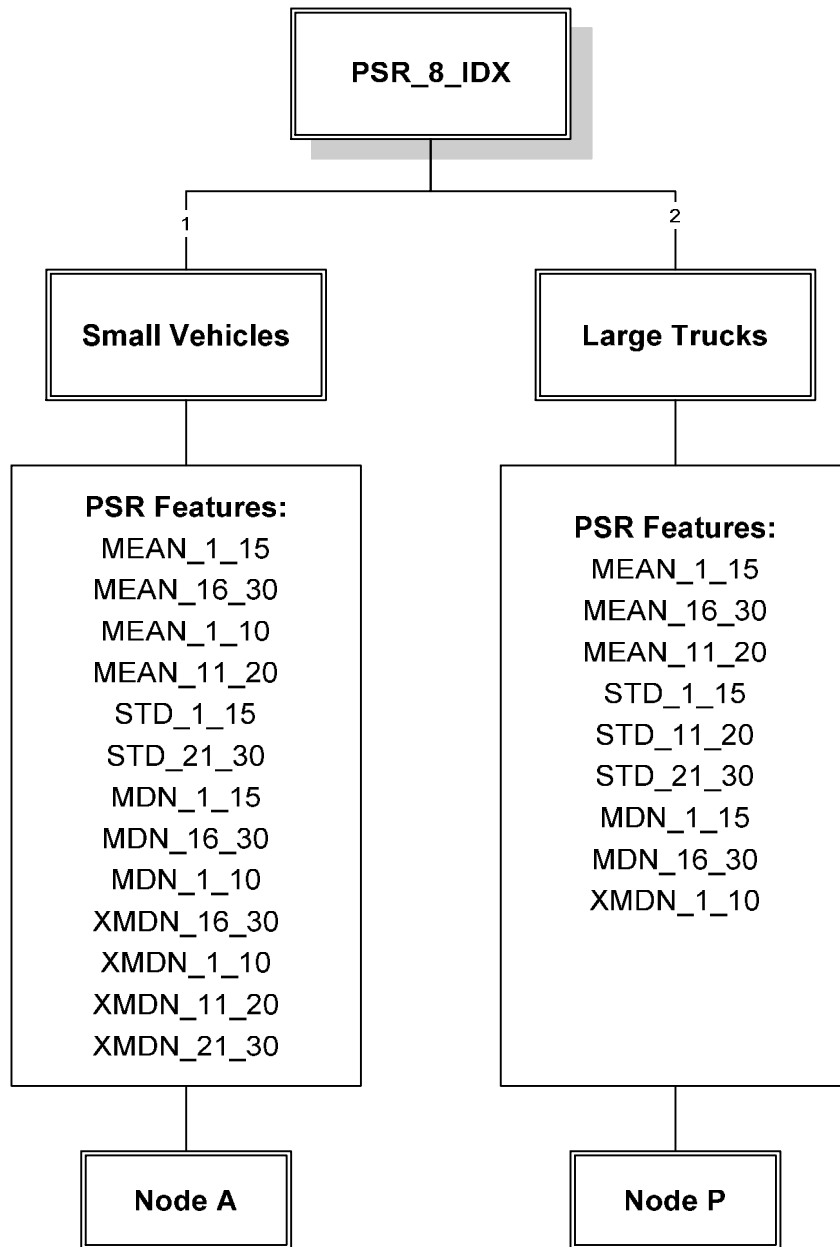 PSR_8_IDX
1
2
Small Vehicles
Large Trucks
PSR Features:
MEAN_1_15
MEAN_16_30
MEAN_1_10
MEAN_11_20
STD_1_15
STD_21_30
MDN_1_15
MDN_16_30
MDN_1_10
XMDN_16_30
XMDN_1_10
XMDN_11_20
XMDN_21_30
PSR Features:
MEAN_1_15
MEAN_16_30
MEAN_11_20
STD_1_15
STD_11_20
STD_21_30
MDN_1_15
MDN_16_30
XMDN_1_10
Node A
Node P